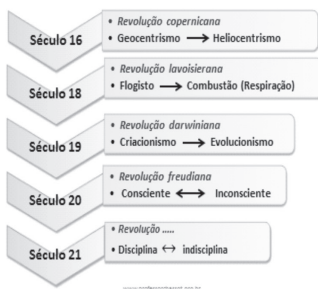 Século 16
• Revolução copernicana
• Geocentrismo ⟶ Heliocentrismo
Século 18
• Revolução lavoisierana
• Flogisto ⟶ Combustão (Respiração)
Século 19
• Revolução darwiniana
• Criacionismo ⟶ Evolucionismo
Século 20
• Revolução freudiana
• Consciente ⟷ Inconsciente
Século 21
• Revolução .....
• Disciplina ↔ indisciplina